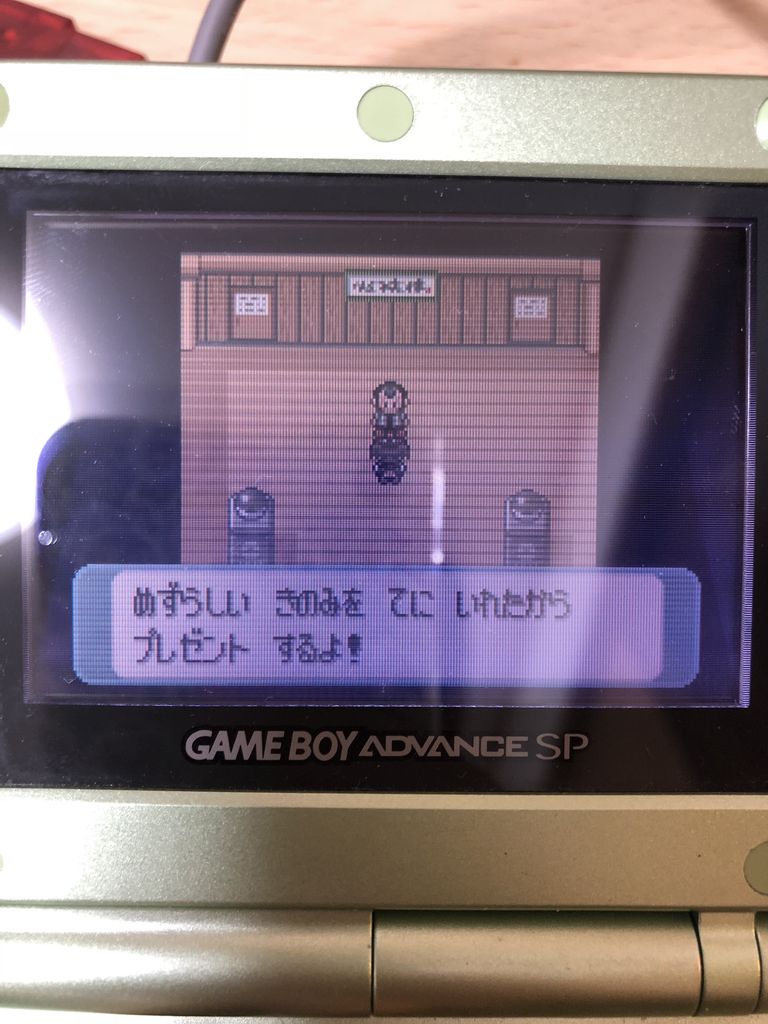 めずらしい きのみを てに いれたから
プレゼント するよ!
GAME BOY ADVANCE SP